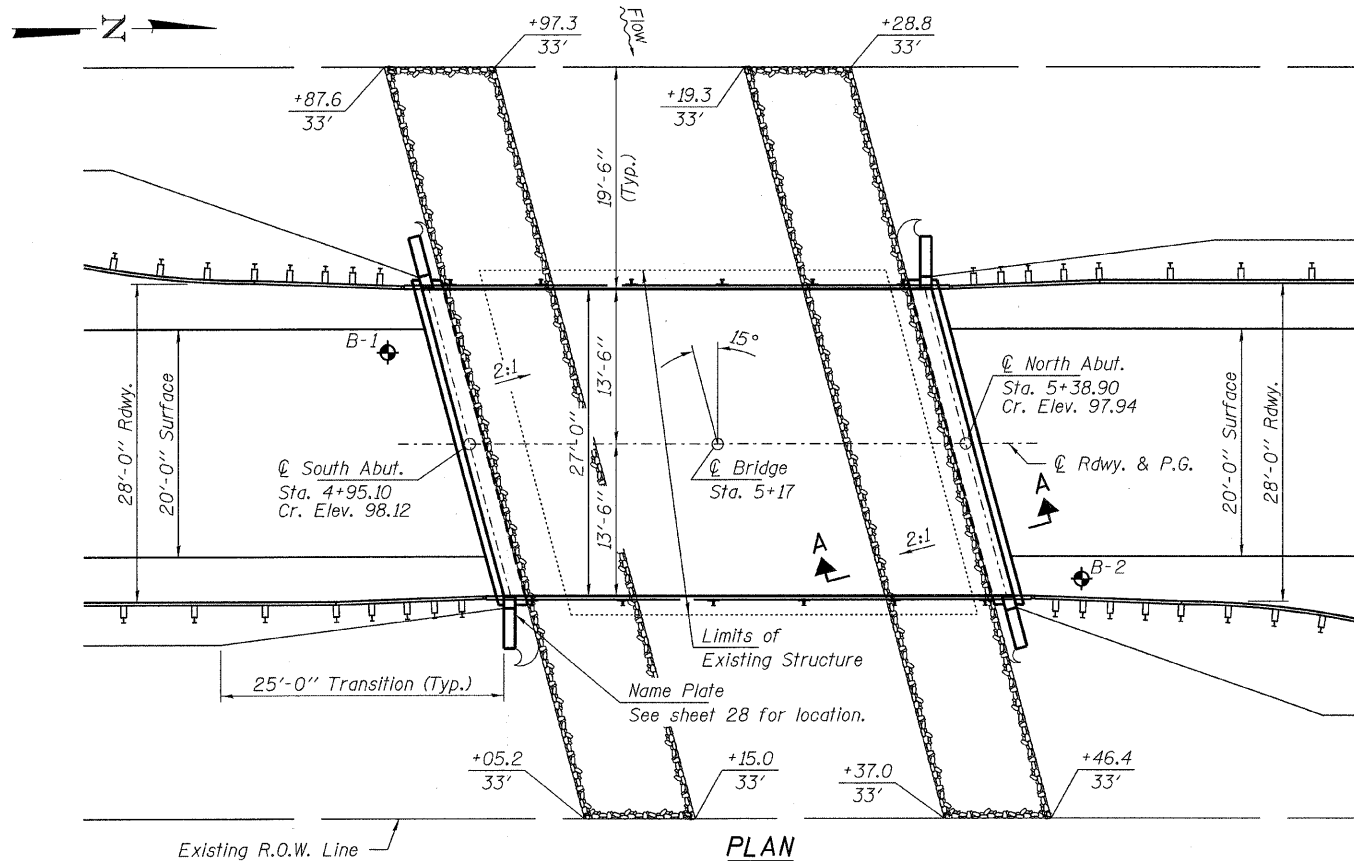 N
Flow
+97.3
33'
+28.8
33'
+87.6
33'
+19.3
33'
19'-6"
(Typ.)
15°
B-1
2:1
13'-6"
28'-0" Rdwy.
20'-0" Surface
27'-0"
℄ South Abut.
Sta. 4+95.10
Cr. Elev. 98.12
℄ Bridge
Sta. 5+17
℄ North Abut.
Sta. 5+38.90
Cr. Elev. 97.94
℄ Rdwy. & P.G.
20'-0" Surface
28'-0" Rdwy.
13'-6"
A
A
2:1
B-2
Limits of
Existing Structure
25'-0" Transition (Typ.)
Name Plate
See sheet 28 for location.
+05.2
33'
+15.0
33'
+37.0
33'
+46.4
33'
Existing R.O.W. Line
PLAN